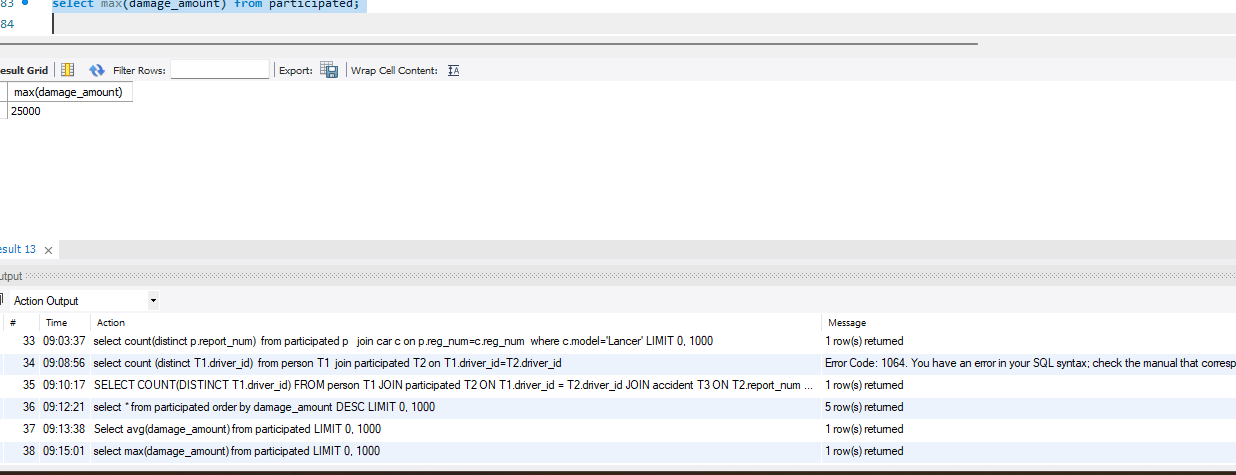 83 select max(damage_amount) from participated;
84
esult Grid Filter Rows: Export: Wrap Cell Content:
max(damage_amount)
25000
esult 13
utput
Action Output
# Time Action Message
33 09:03:37 select count(distinct p.report_num) from participated p join car c on p.reg_num=c.reg_num where c.model='Lancer' LIMIT 0, 1000 1 row(s) returned
34 09:08:56 select count (distinct T1.driver_id) from person T1 join participated T2 on T1.driver_id=T2.driver_id Error Code: 1064. You have an error in your SQL syntax; check the manual that corresp
35 09:10:17 SELECT COUNT(DISTINCT T1.driver_id) FROM person T1 JOIN participated T2 ON T1.driver_id = T2.driver_id JOIN accident T3 ON T2.report_num ... 1 row(s) returned
36 09:12:21 select * from participated order by damage_amount DESC LIMIT 0, 1000 5 row(s) returned
37 09:13:38 Select avg(damage_amount) from participated LIMIT 0, 1000 1 row(s) returned
38 09:15:01 select max(damage_amount) from participated LIMIT 0, 1000 1 row(s) returned